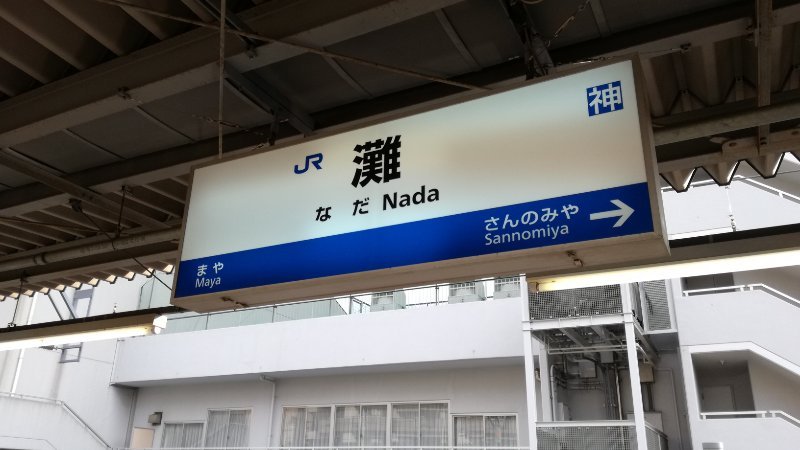 神
JR 灘
なだ Nada
さんのみや →
Sannomiya
まや
Maya